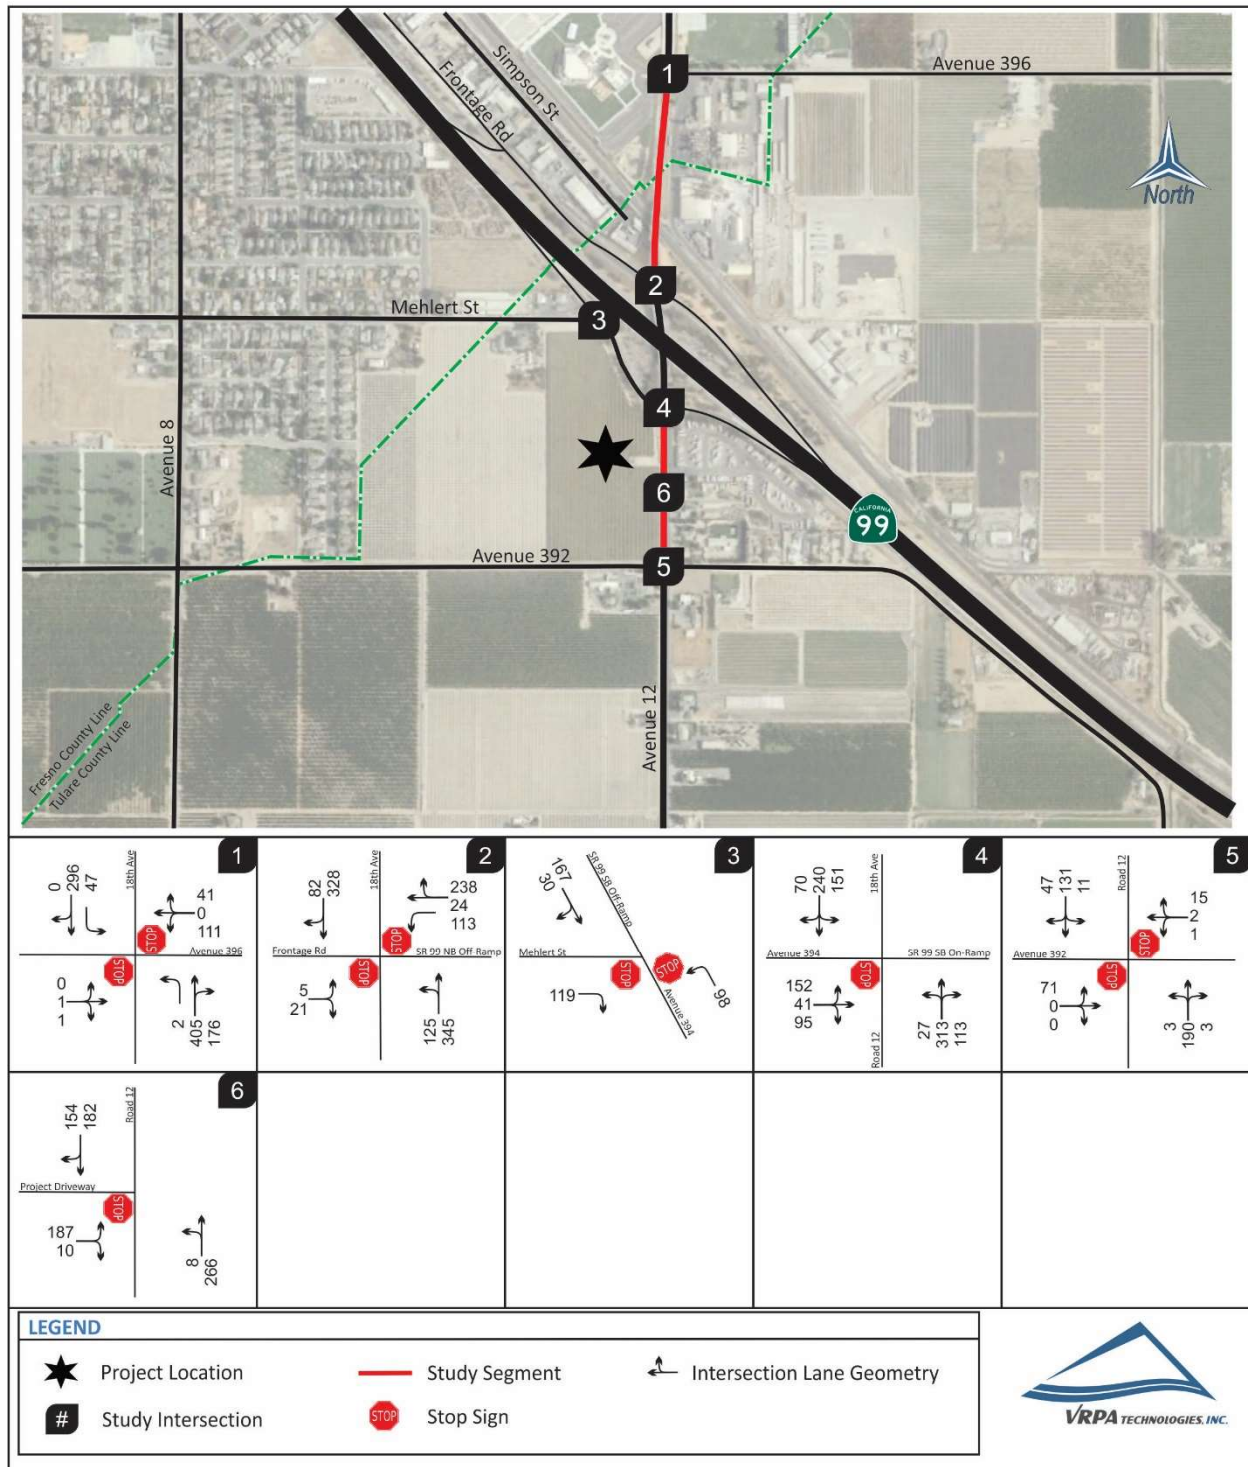 1
Avenue 396
Simpson St
Frontage Rd
North
2
Mehlert St
3
4
Avenue 8
6
CALIFORNIA
99
Avenue 392
5
Avenue 12
Fresno County Line
Tulare County Line
1
18th Ave
0
296
47
41
0
111
STOP
Avenue 396
STOP
0
1
1
2
405
176
2
18th Ave
82
328
238
24
113
STOP
Frontage Rd
SR 99 NB Off-Ramp
STOP
5
21
125
345
3
167
30
SR 99 SB Off-Ramp
Mehlert St
STOP
STOP
119
98
Avenue 394
4
18th Ave
70
240
151
Avenue 394
SR 99 SB On-Ramp
STOP
152
41
95
27
313
113
Road 12
5
Road 12
47
131
11
15
2
1
STOP
Avenue 392
STOP
71
0
0
3
190
3
6
Road 12
154
182
Project Driveway
STOP
187
10
8
266
LEGEND
Project Location
Study Segment
Intersection Lane Geometry
# Study Intersection
STOP Stop Sign
VRPA TECHNOLOGIES, INC.